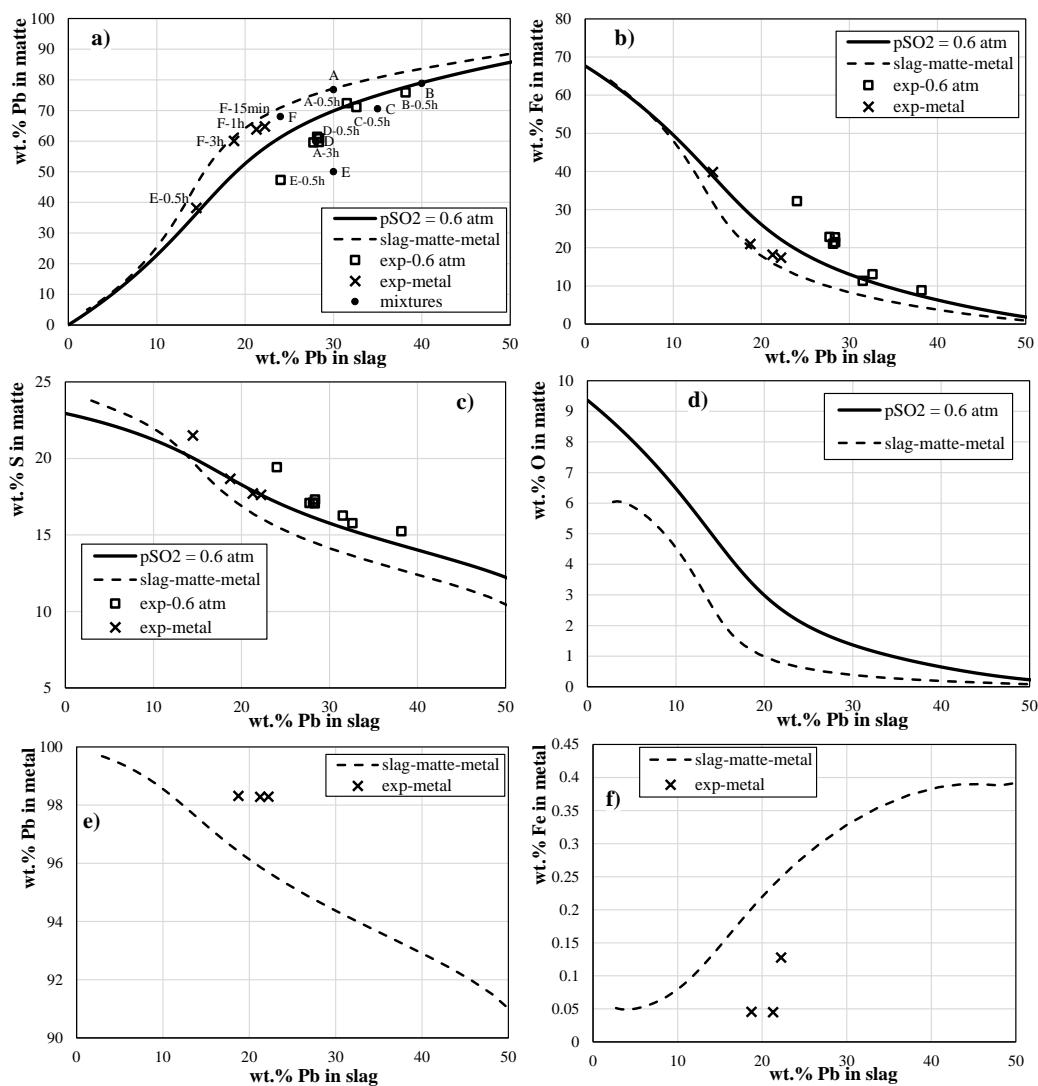 a)
wt.% Pb in matte
100
90
80
70
60
50
40
30
20
10
0
A
A-0.5h
B
B-0.5h
C
C-0.5h
F-15min
F
F-1h
F-3h
D-0.5h
D
A-3h
E
E-0.5h
E-0.5h
pSO2 = 0.6 atm
slag-matte-metal
exp-0.6 atm
exp-metal
mixtures
0 10 20 30 40 50
wt.% Pb in slag
b)
wt.% Fe in matte
80
70
60
50
40
30
20
10
0
pSO2 = 0.6 atm
slag-matte-metal
exp-0.6 atm
exp-metal
0 10 20 30 40 50
wt.% Pb in slag
c)
wt.% S in matte
25
20
15
10
5
pSO2 = 0.6 atm
slag-matte-metal
exp-0.6 atm
exp-metal
0 10 20 30 40 50
wt.% Pb in slag
d)
wt.% O in matte
10
9
8
7
6
5
4
3
2
1
0
pSO2 = 0.6 atm
slag-matte-metal
0 10 20 30 40 50
wt.% Pb in slag
e)
wt.% Pb in metal
100
98
96
94
92
90
slag-matte-metal
exp-metal
0 10 20 30 40 50
wt.% Pb in slag
f)
wt.% Fe in metal
0.45
0.4
0.35
0.3
0.25
0.2
0.15
0.1
0.05
0
slag-matte-metal
exp-metal
0 10 20 30 40 50
wt.% Pb in slag